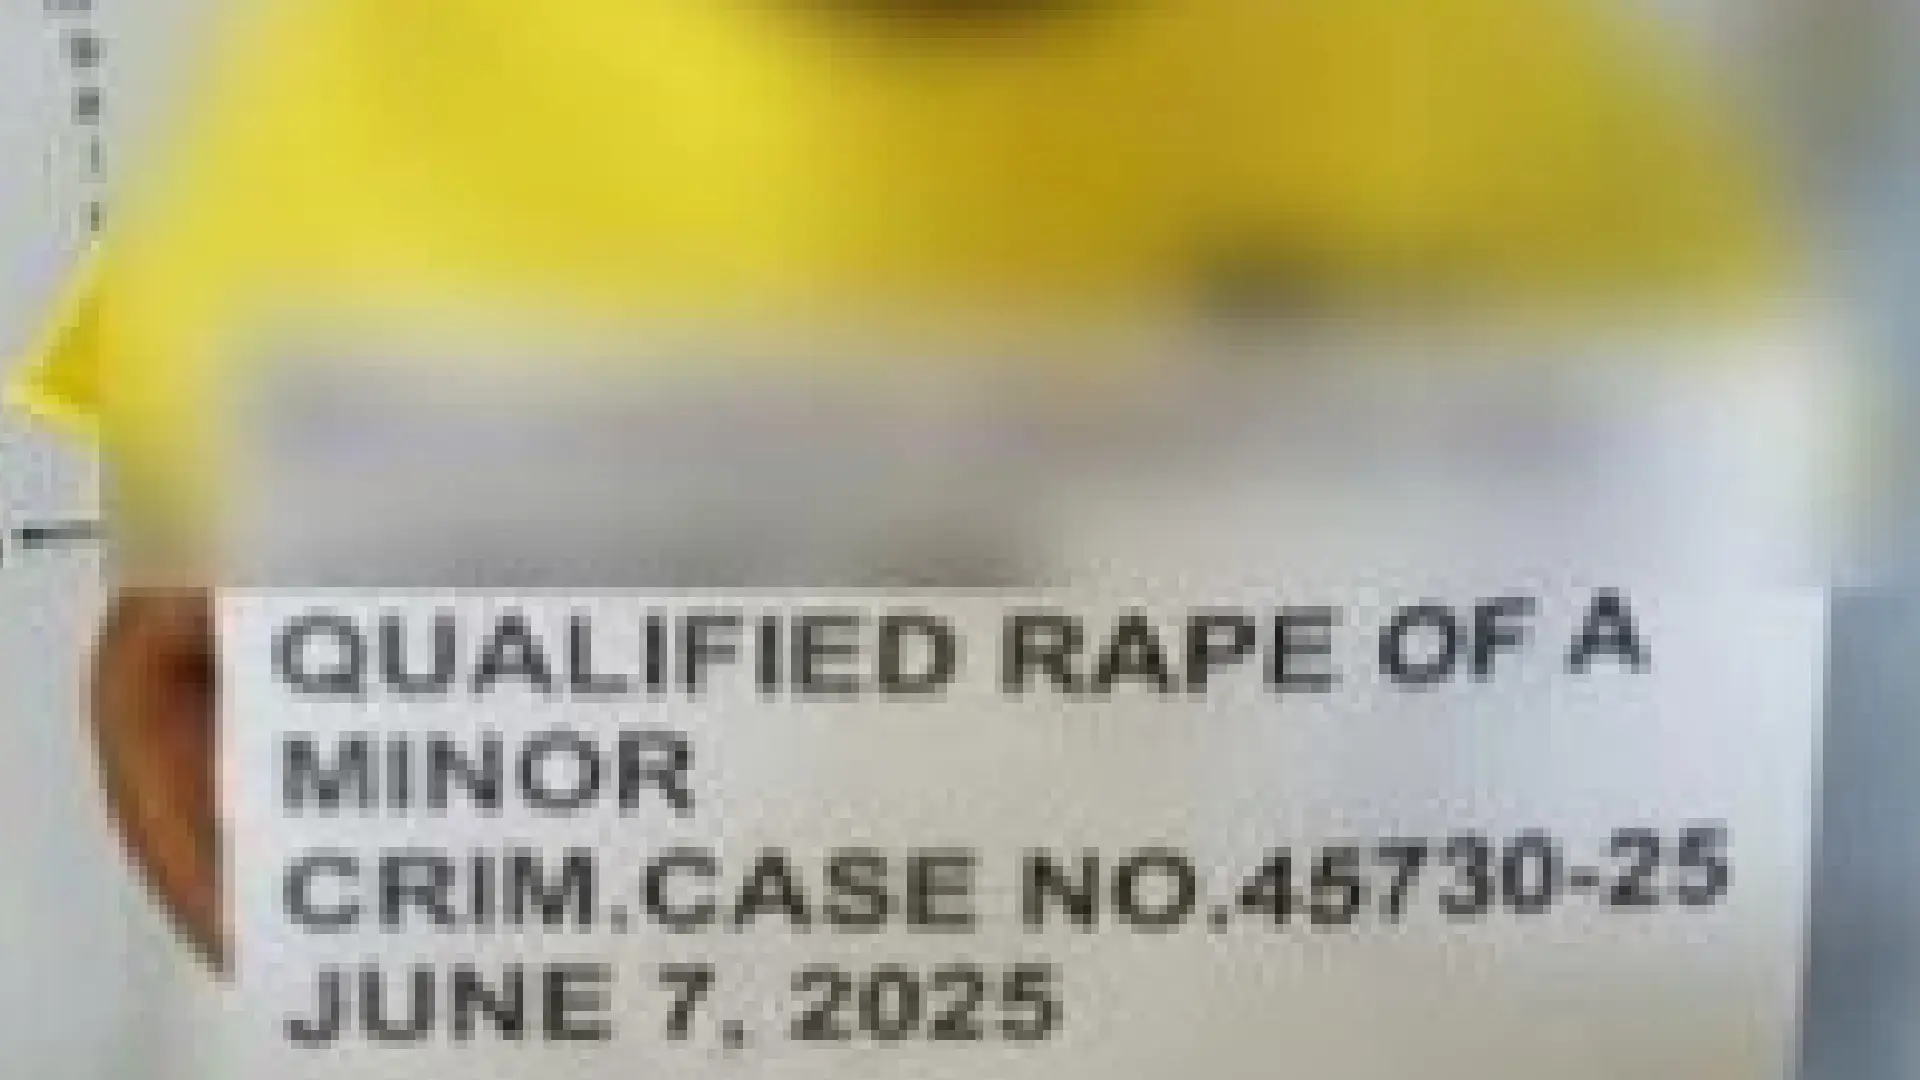 QUALIFIED RAPE OF A
MINOR
CRIM.CASE NO.45730-25
JUNE 7, 2025